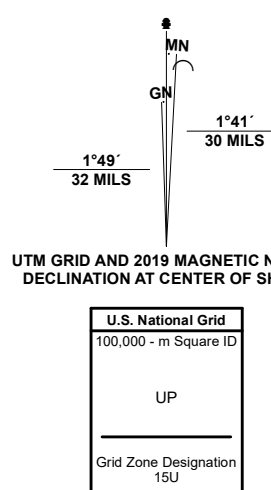 MN
GN
1°41´
30 MILS
1°49´
32 MILS
UTM GRID AND 2019 MAGNETIC
DECLINATION AT CENTER OF
U.S. National Grid
100,000 - m Square ID
UP
Grid Zone Designation
15U